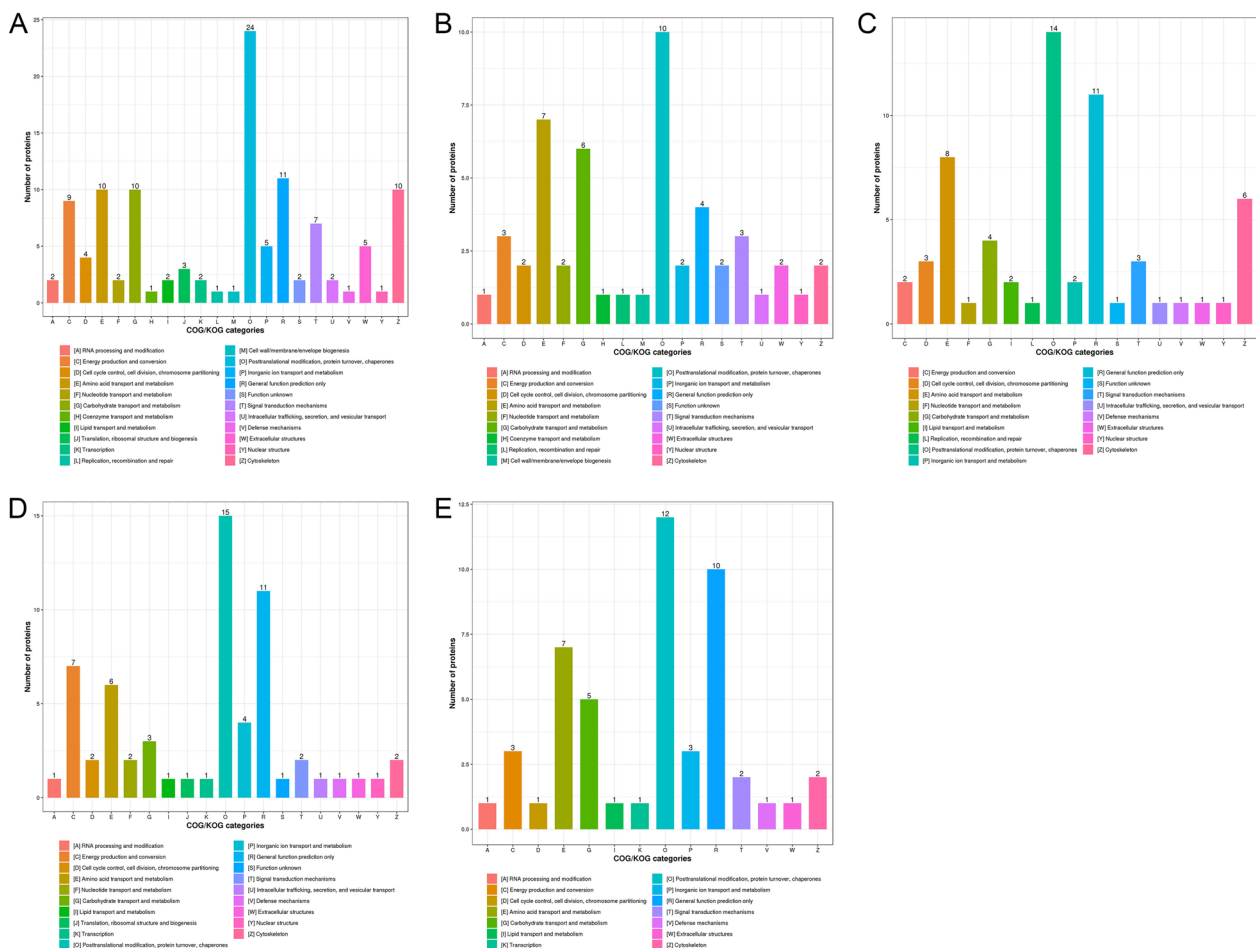 A
25
20
15
10
5
0
Number of proteins
2
9
4
10
2
10
1
2
3
2
1
1
24
5
11
2
7
2
1
5
1
10
A C D E F G H I J K L M O P R S T U V W Y Z
COG/KOG categories
[A] RNA processing and modification
[C] Energy production and conversion
[D] Cell cycle control, cell division, chromosome partitioning
[E] Amino acid transport and metabolism
[F] Nucleotide transport and metabolism
[G] Carbohydrate transport and metabolism
[H] Coenzyme transport and metabolism
[I] Lipid transport and metabolism
[J] Translation, ribosomal structure and biogenesis
[K] Transcription
[L] Replication, recombination and repair
[M] Cell wall/membrane/envelope biogenesis
[O] Posttranslational modification, protein turnover, chaperones
[P] Inorganic ion transport and metabolism
[R] General function prediction only
[S] Function unknown
[T] Signal transduction mechanisms
[U] Intracellular trafficking, secretion, and vesicular transport
[V] Defense mechanisms
[W] Extracellular structures
[Y] Nuclear structure
[Z] Cytoskeleton
B
10.0
7.5
5.0
2.5
0.0
Number of proteins
1
3
2
7
2
6
1
1
1
10
2
4
2
3
1
2
1
2
A C D E F G H L M O P R S T U W Y Z
COG/KOG categories
[A] RNA processing and modification
[C] Energy production and conversion
[D] Cell cycle control, cell division, chromosome partitioning
[E] Amino acid transport and metabolism
[F] Nucleotide transport and metabolism
[G] Carbohydrate transport and metabolism
[H] Coenzyme transport and metabolism
[L] Replication, recombination and repair
[M] Cell wall/membrane/envelope biogenesis
[O] Posttranslational modification, protein turnover, chaperones
[P] Inorganic ion transport and metabolism
[R] General function prediction only
[S] Function unknown
[T] Signal transduction mechanisms
[U] Intracellular trafficking, secretion, and vesicular transport
[W] Extracellular structures
[Y] Nuclear structure
[Z] Cytoskeleton
C
10
5
0
Number of proteins
2
3
8
1
4
2
1
14
2
11
1
3
1
1
1
1
6
C D E F G I L O P R S T U V W Y Z
COG/KOG categories
[C] Energy production and conversion
[D] Cell cycle control, cell division, chromosome partitioning
[E] Amino acid transport and metabolism
[F] Nucleotide transport and metabolism
[G] Carbohydrate transport and metabolism
[I] Lipid transport and metabolism
[L] Replication, recombination and repair
[O] Posttranslational modification, protein turnover, chaperones
[P] Inorganic ion transport and metabolism
[R] General function prediction only
[S] Function unknown
[T] Signal transduction mechanisms
[U] Intracellular trafficking, secretion, and vesicular transport
[V] Defense mechanisms
[W] Extracellular structures
[Y] Nuclear structure
[Z] Cytoskeleton
D
15
10
5
0
Number of proteins
1
7
2
6
2
3
1
1
1
15
4
11
1
2
1
1
1
1
2
A C D E F G I J K O P R S T U V W Y Z
COG/KOG categories
[A] RNA processing and modification
[C] Energy production and conversion
[D] Cell cycle control, cell division, chromosome partitioning
[E] Amino acid transport and metabolism
[F] Nucleotide transport and metabolism
[G] Carbohydrate transport and metabolism
[I] Lipid transport and metabolism
[J] Translation, ribosomal structure and biogenesis
[K] Transcription
[O] Posttranslational modification, protein turnover, chaperones
[P] Inorganic ion transport and metabolism
[R] General function prediction only
[S] Function unknown
[T] Signal transduction mechanisms
[U] Intracellular trafficking, secretion, and vesicular transport
[V] Defense mechanisms
[W] Extracellular structures
[Y] Nuclear structure
[Z] Cytoskeleton
E
12.5
10.0
7.5
5.0
2.5
0.0
Number of proteins
1
3
1
7
5
1
1
12
3
10
2
1
1
2
A C D E G I K O P R T V W Z
COG/KOG categories
[A] RNA processing and modification
[C] Energy production and conversion
[D] Cell cycle control, cell division, chromosome partitioning
[E] Amino acid transport and metabolism
[G] Carbohydrate transport and metabolism
[I] Lipid transport and metabolism
[K] Transcription
[O] Posttranslational modification, protein turnover, chaperones
[P] Inorganic ion transport and metabolism
[R] General function prediction only
[T] Signal transduction mechanisms
[V] Defense mechanisms
[W] Extracellular structures
[Z] Cytoskeleton